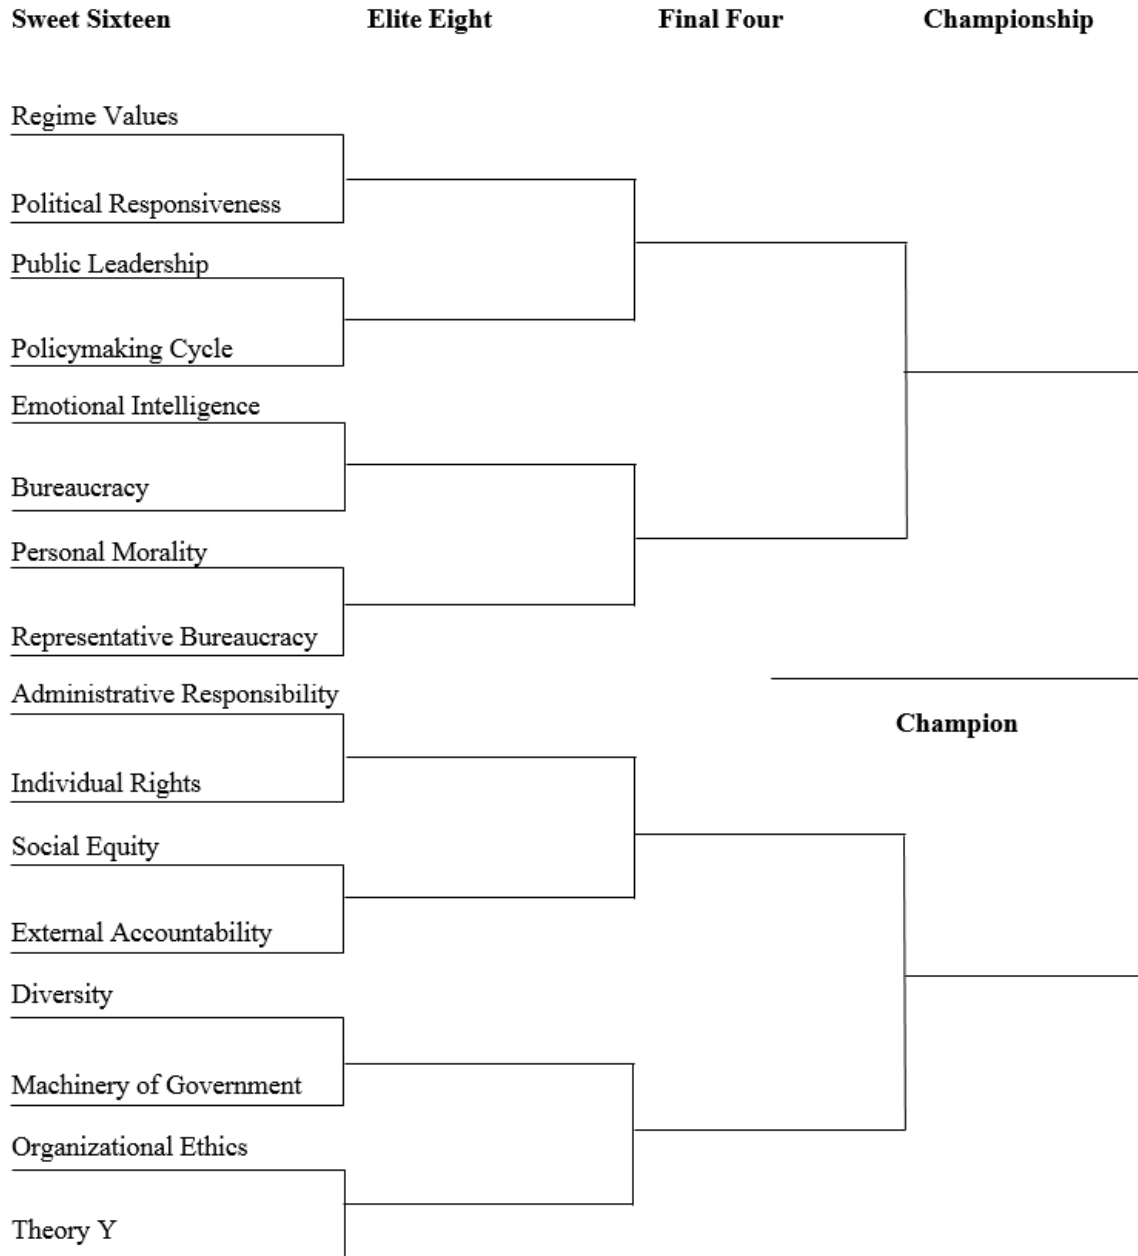 Sweet Sixteen Elite Eight Final Four Championship
Regime Values
Political Responsiveness
Public Leadership
Policymaking Cycle
Emotional Intelligence
Bureaucracy
Personal Morality
Representative Bureaucracy
Administrative Responsibility
Champion
Individual Rights
Social Equity
External Accountability
Diversity
Machinery of Government
Organizational Ethics
Theory Y